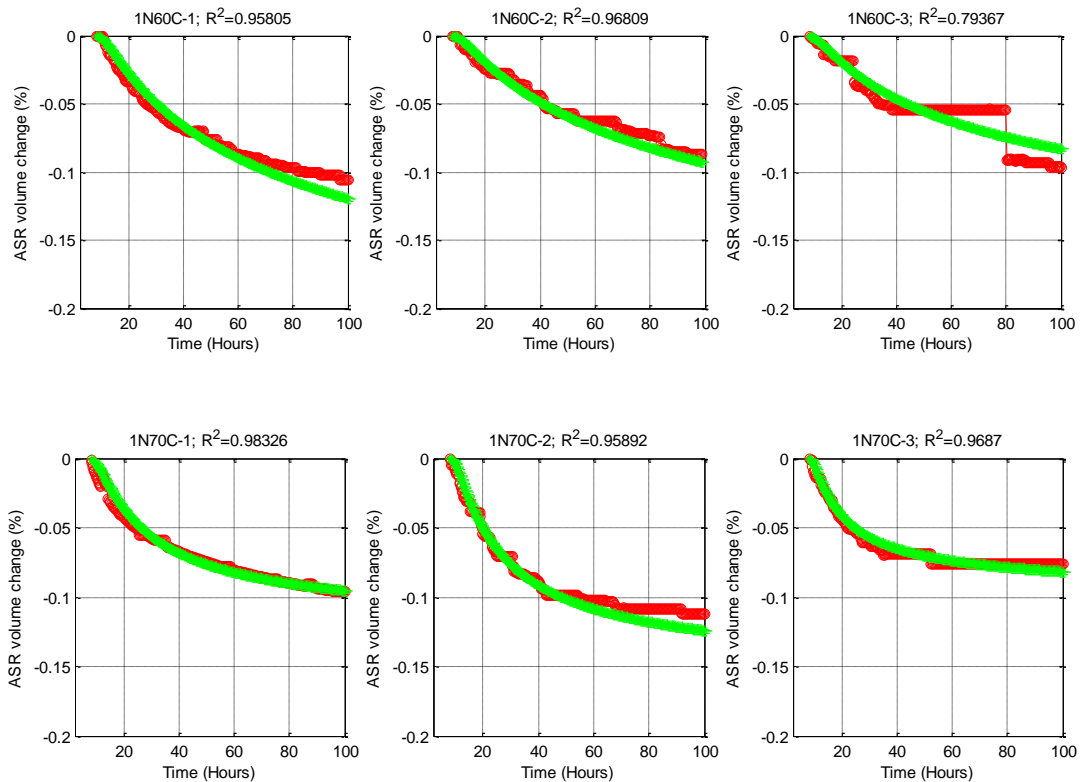 1N60C-1; R²=0.95805
0
-0.05
-0.1
-0.15
-0.2
20 40 60 80 100
Time (Hours)
ASR volume change (%)
1N60C-2; R²=0.96809
0
-0.05
-0.1
-0.15
-0.2
20 40 60 80 100
Time (Hours)
ASR volume change (%)
1N60C-3; R²=0.79367
0
-0.05
-0.1
-0.15
-0.2
20 40 60 80 100
Time (Hours)
ASR volume change (%)
1N70C-1; R²=0.98326
0
-0.05
-0.1
-0.15
-0.2
20 40 60 80 100
Time (Hours)
ASR volume change (%)
1N70C-2; R²=0.95892
0
-0.05
-0.1
-0.15
-0.2
20 40 60 80 100
Time (Hours)
ASR volume change (%)
1N70C-3; R²=0.9687
0
-0.05
-0.1
-0.15
-0.2
20 40 60 80 100
Time (Hours)
ASR volume change (%)